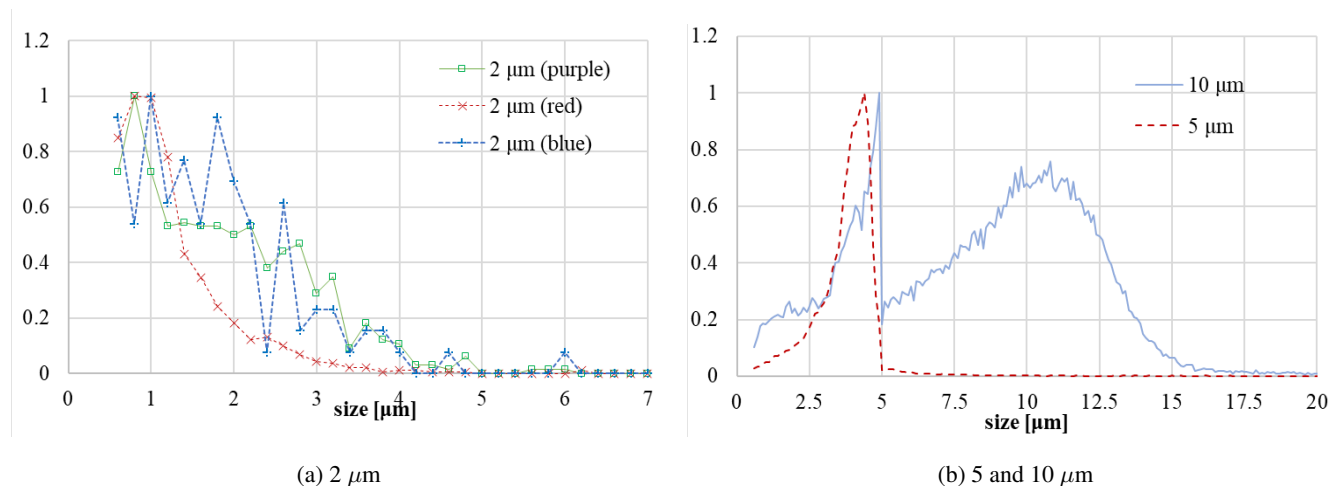 1.2
1
0.8
0.6
0.4
0.2
0
0 1 2 3 4 5 6 7
size [µm]
2 µm (purple)
2 µm (red)
2 µm (blue)
(a) 2 µm
1.2
1
0.8
0.6
0.4
0.2
0
0 2.5 5 7.5 10 12.5 15 17.5 20
size [µm]
10 µm
5 µm
(b) 5 and 10 µm